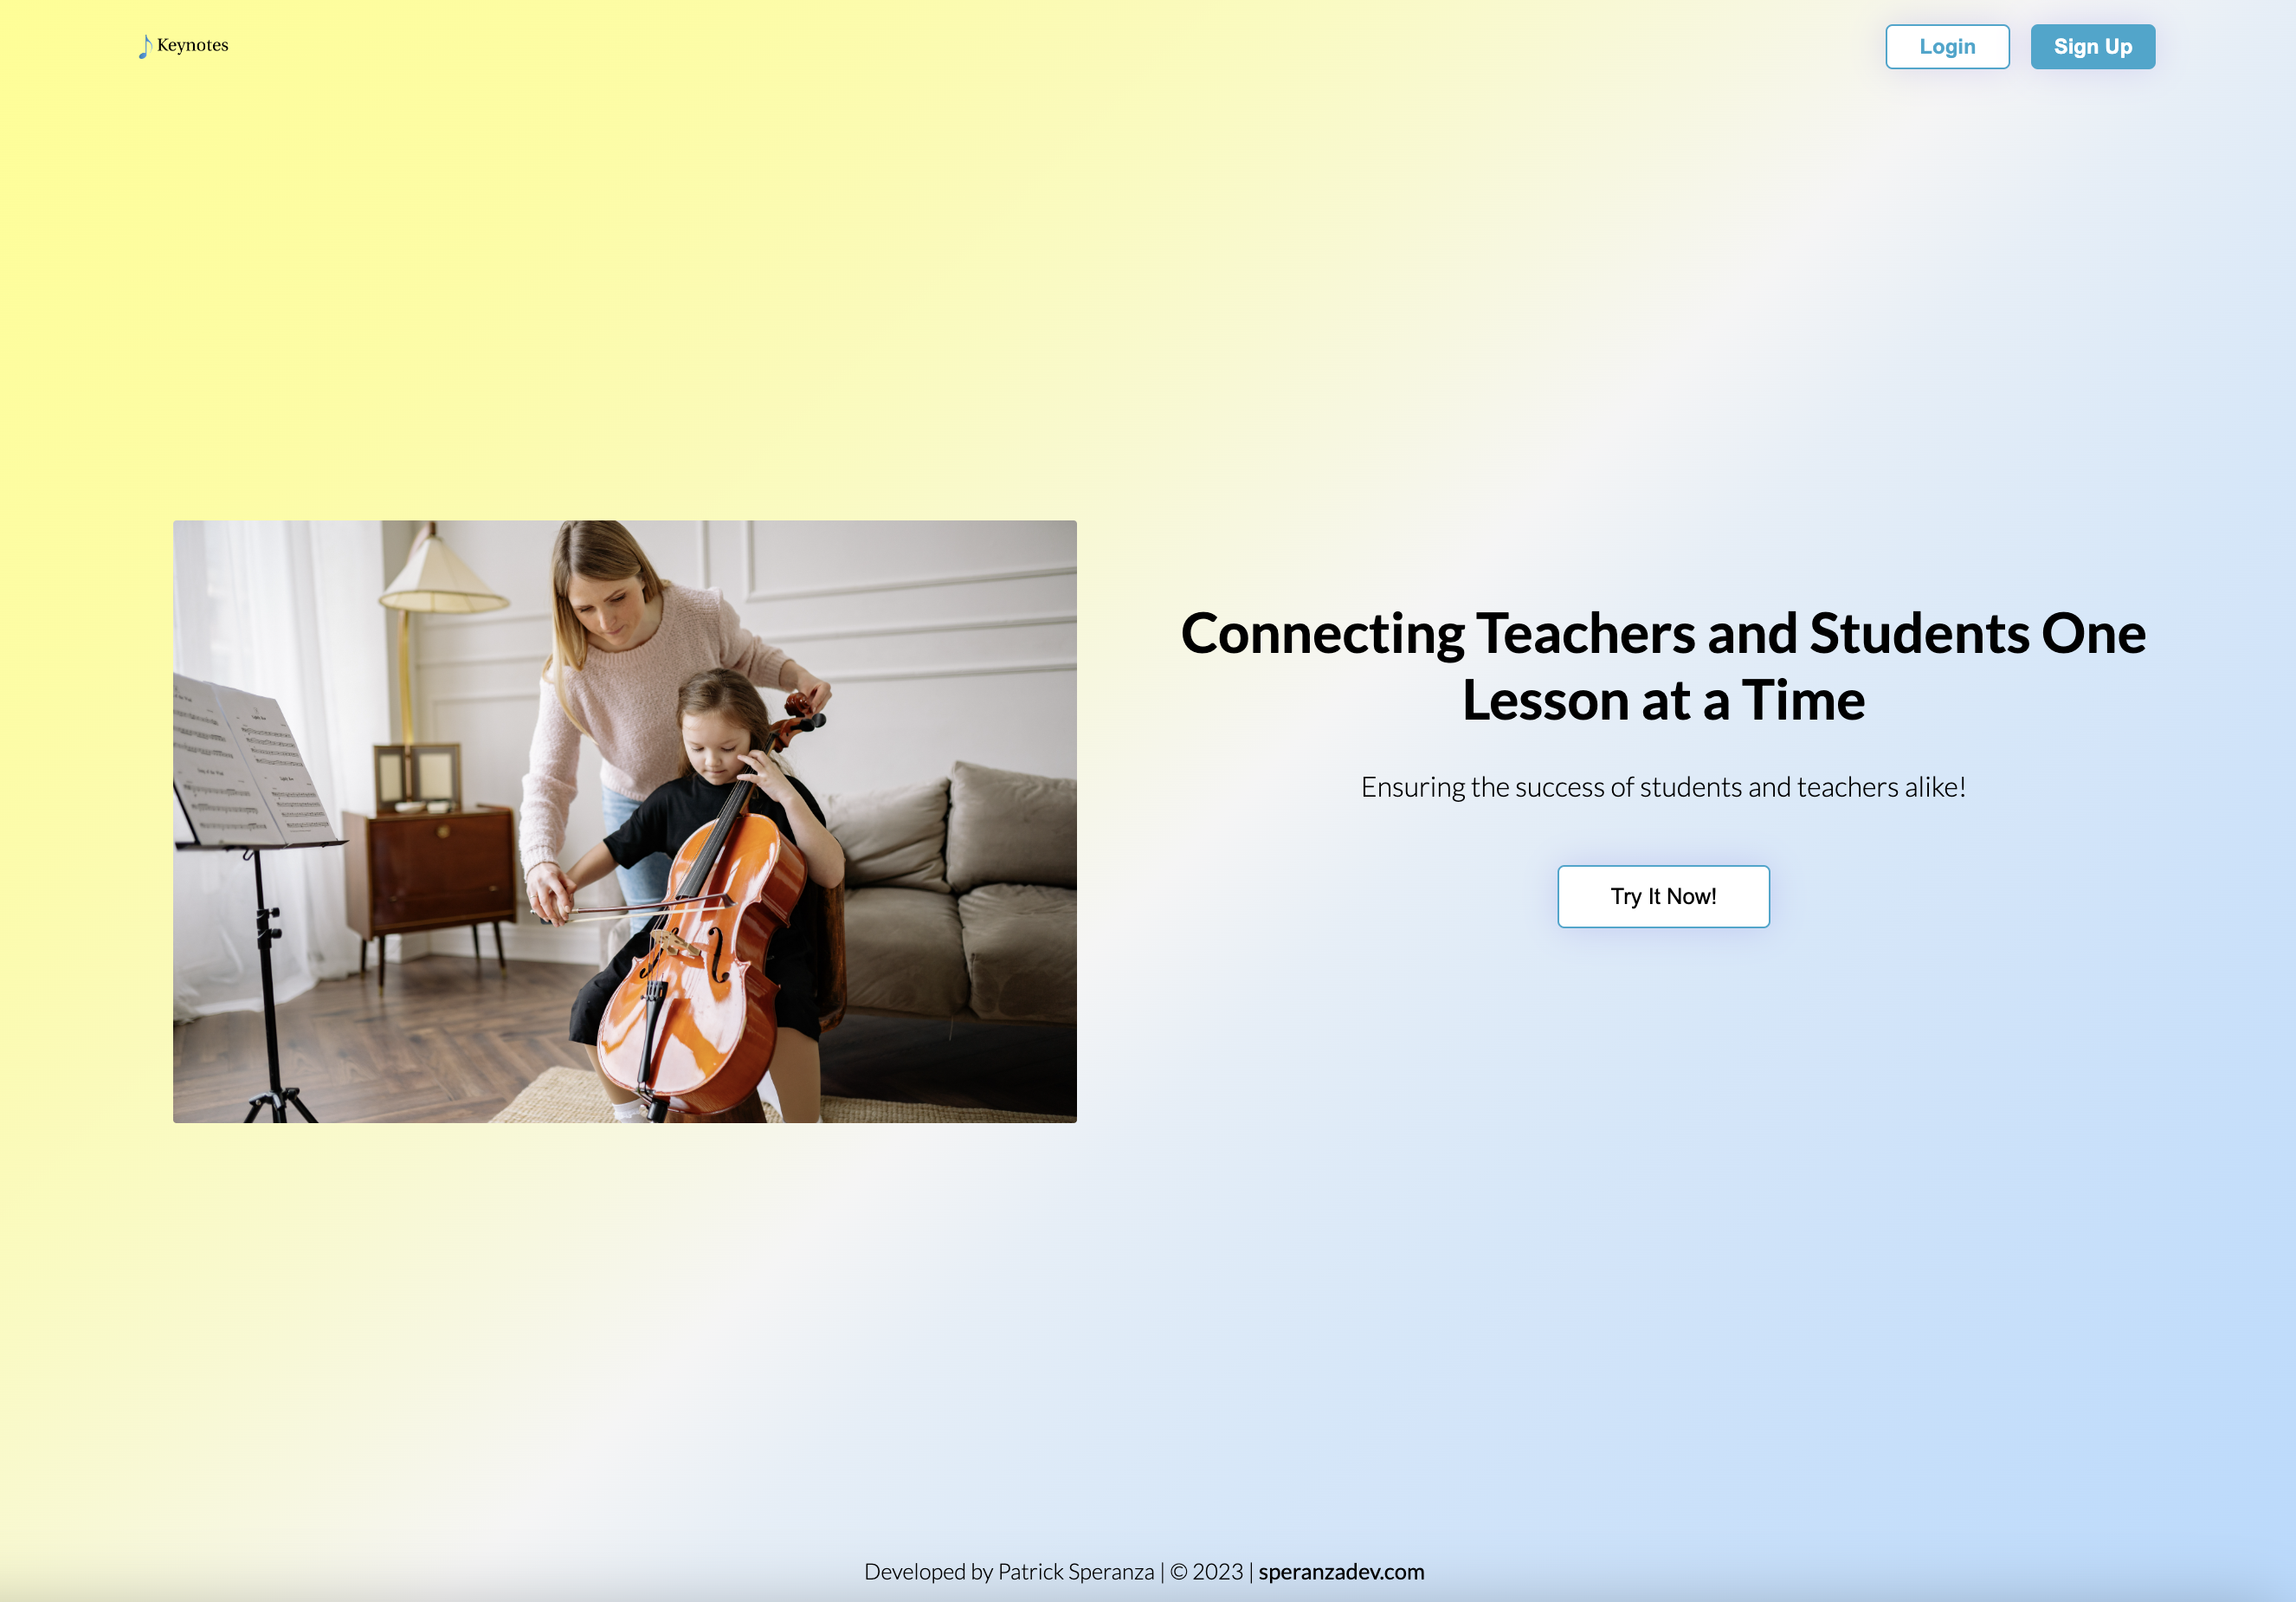 Keynotes
Login
Sign Up
Connecting Teachers and Students One
Lesson at a Time
Ensuring the success of students and teachers alike!
Try It Now!
Developed by Patrick Speranza | © 2023 | speranzadev.com